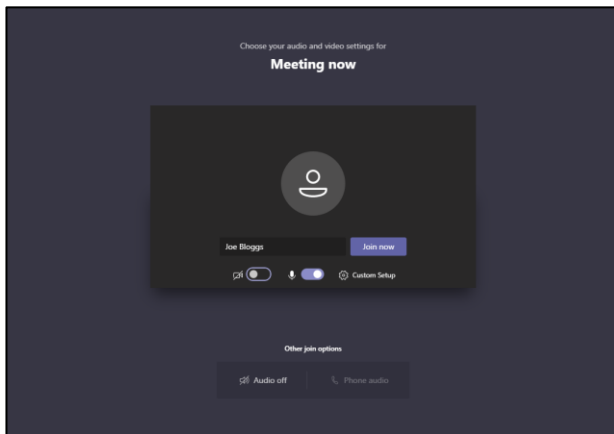 Choose your audio and video settings for
Meeting now
Joe Bloggs
Join now
Custom Setup
Other join options
Audio off
Phone audio